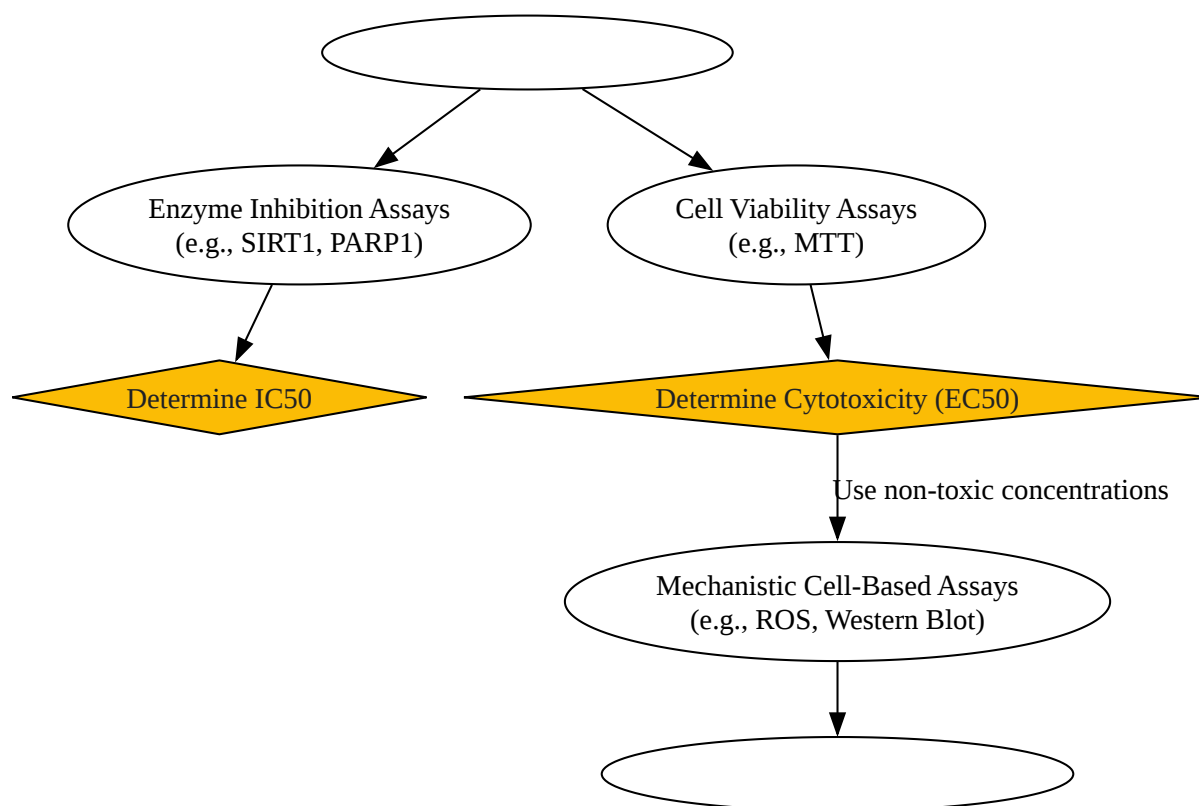 Enzyme Inhibition Assays
(e.g., SIRT1, PARP1)
Cell Viability Assays
(e.g., MTT)
Determine IC50
Determine Cytotoxicity (EC50)
Use non-toxic concentrations
Mechanistic Cell-Based Assays
(e.g., ROS, Western Blot)